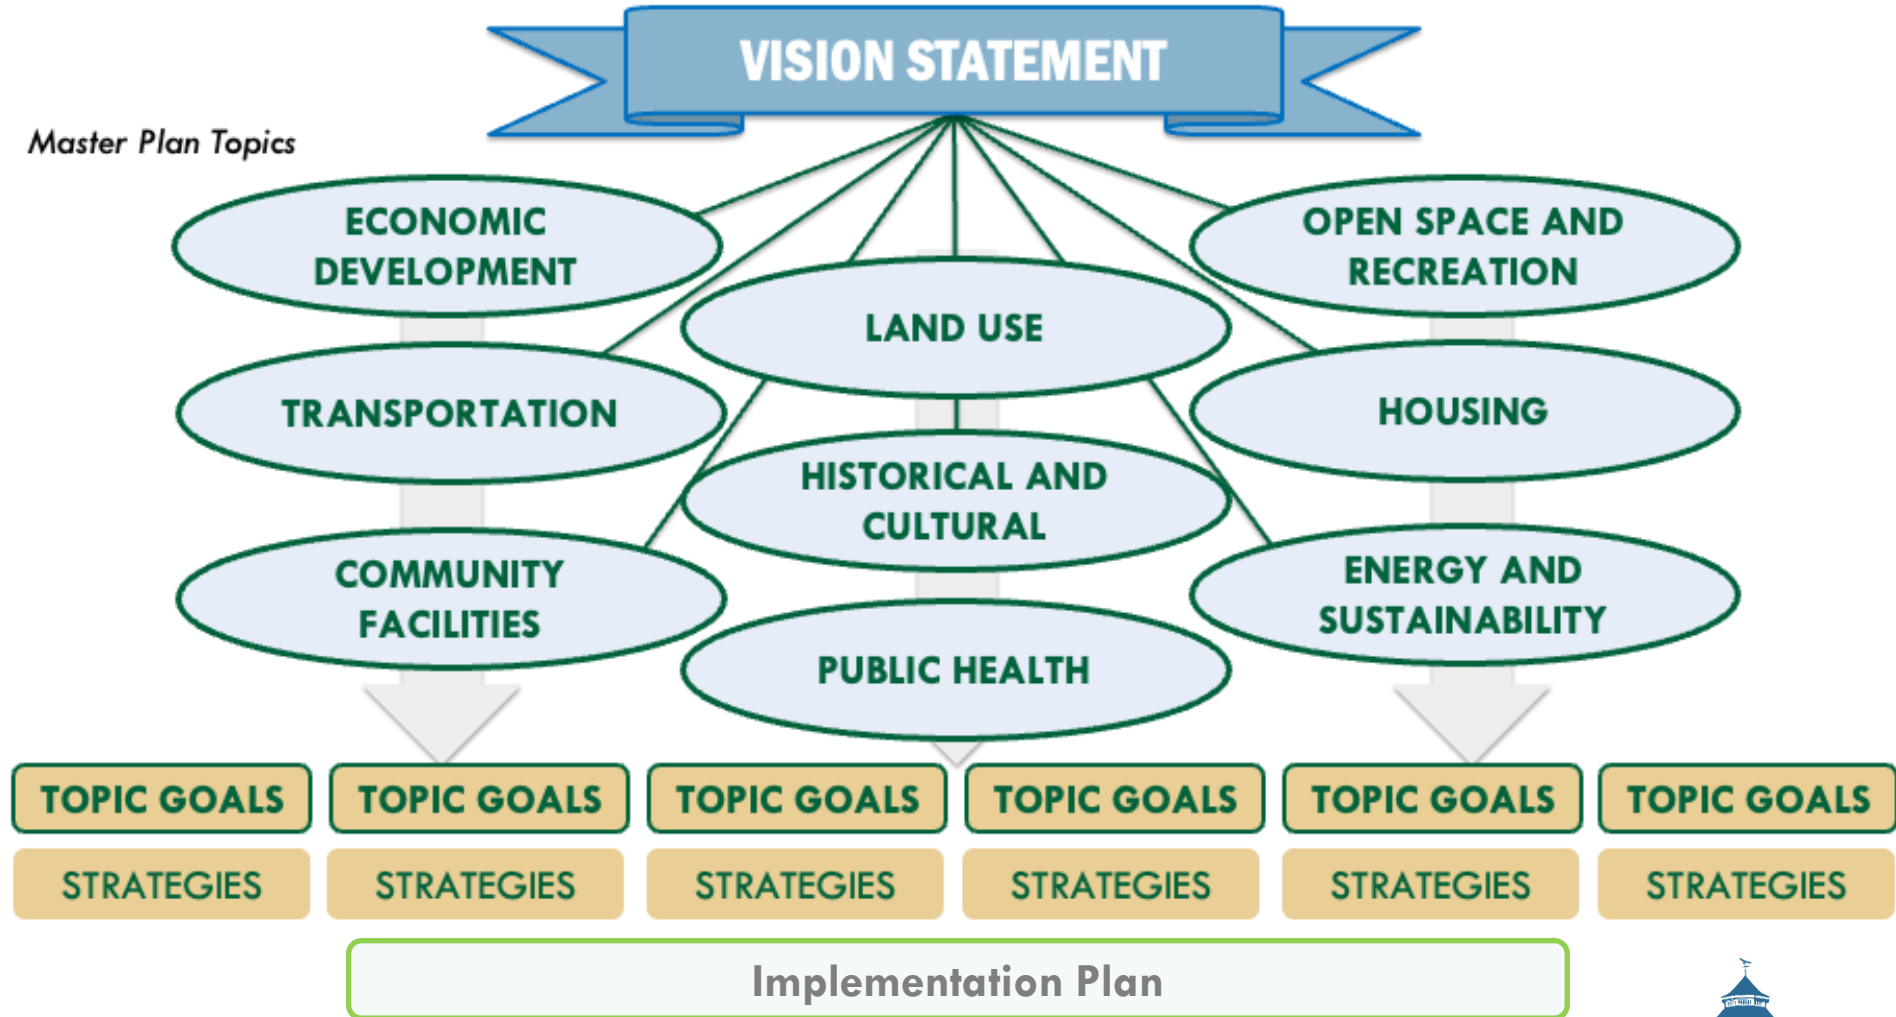 VISION STATEMENT
Master Plan Topics
ECONOMIC
DEVELOPMENT
OPEN SPACE AND
RECREATION
LAND USE
TRANSPORTATION
HOUSING
HISTORICAL AND
CULTURAL
COMMUNITY
FACILITIES
ENERGY AND
SUSTAINABILITY
PUBLIC HEALTH
TOPIC GOALS
TOPIC GOALS
TOPIC GOALS
TOPIC GOALS
TOPIC GOALS
TOPIC GOALS
STRATEGIES
STRATEGIES
STRATEGIES
STRATEGIES
STRATEGIES
STRATEGIES
Implementation Plan